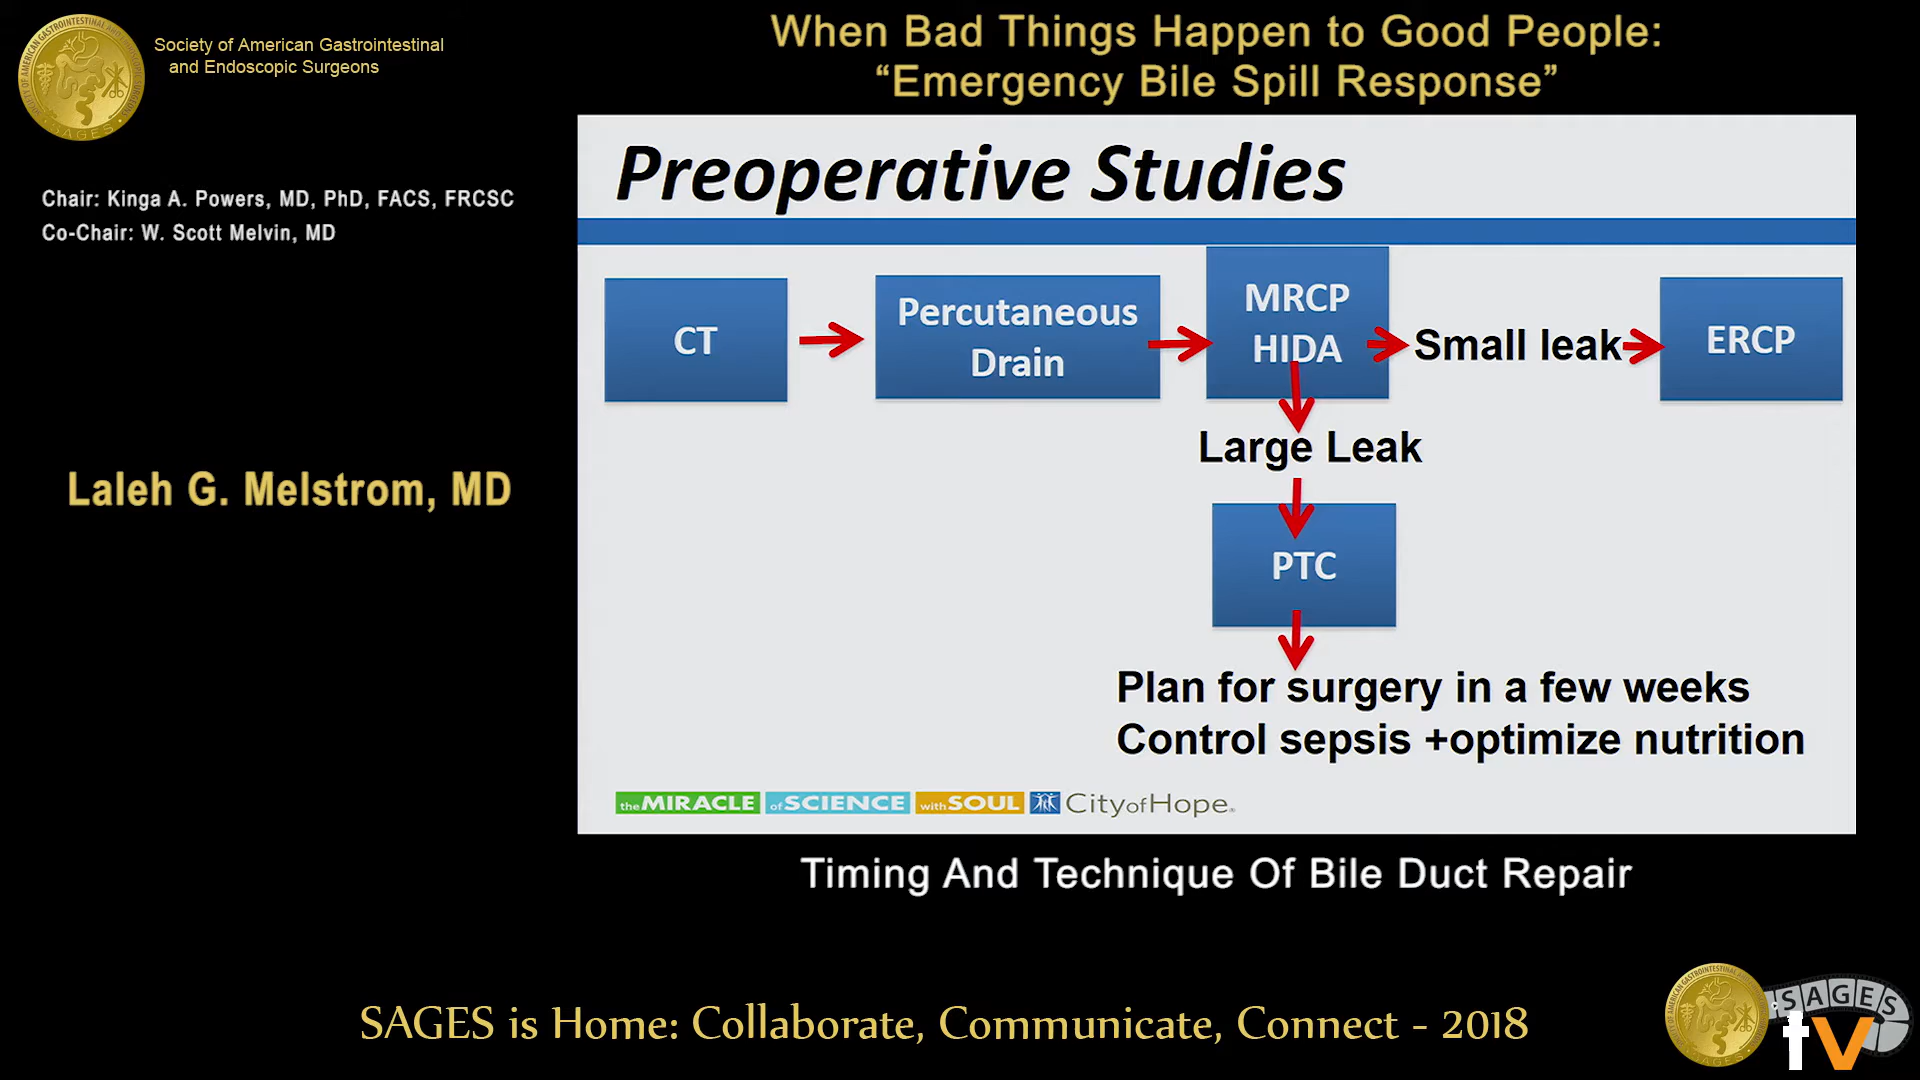 Society of American Gastrointestinal
and Endoscopic Surgeons
When Bad Things Happen to Good People:
“Emergency Bile Spill Response”
Chair: Kinga A. Powers, MD, PhD, FACS, FRCSC
Co-Chair: W. Scott Melvin, MD
Laleh G. Melstrom, MD
Preoperative Studies
CT
Percutaneous
Drain
MRCP
HIDA
Small leak
ERCP
Large Leak
PTC
Plan for surgery in a few weeks
Control sepsis +optimize nutrition
the MIRACLE of SCIENCE with SOUL CityofHope®
Timing And Technique Of Bile Duct Repair
SAGES is Home: Collaborate, Communicate, Connect - 2018
SAGES
tv